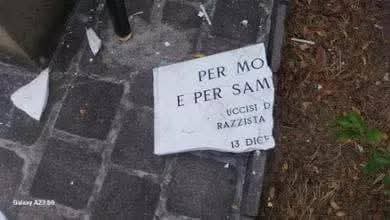 PER MO
E PER SAM
UCCISI D
RAZZISTA
13 DICE
Galaxy A23 5G